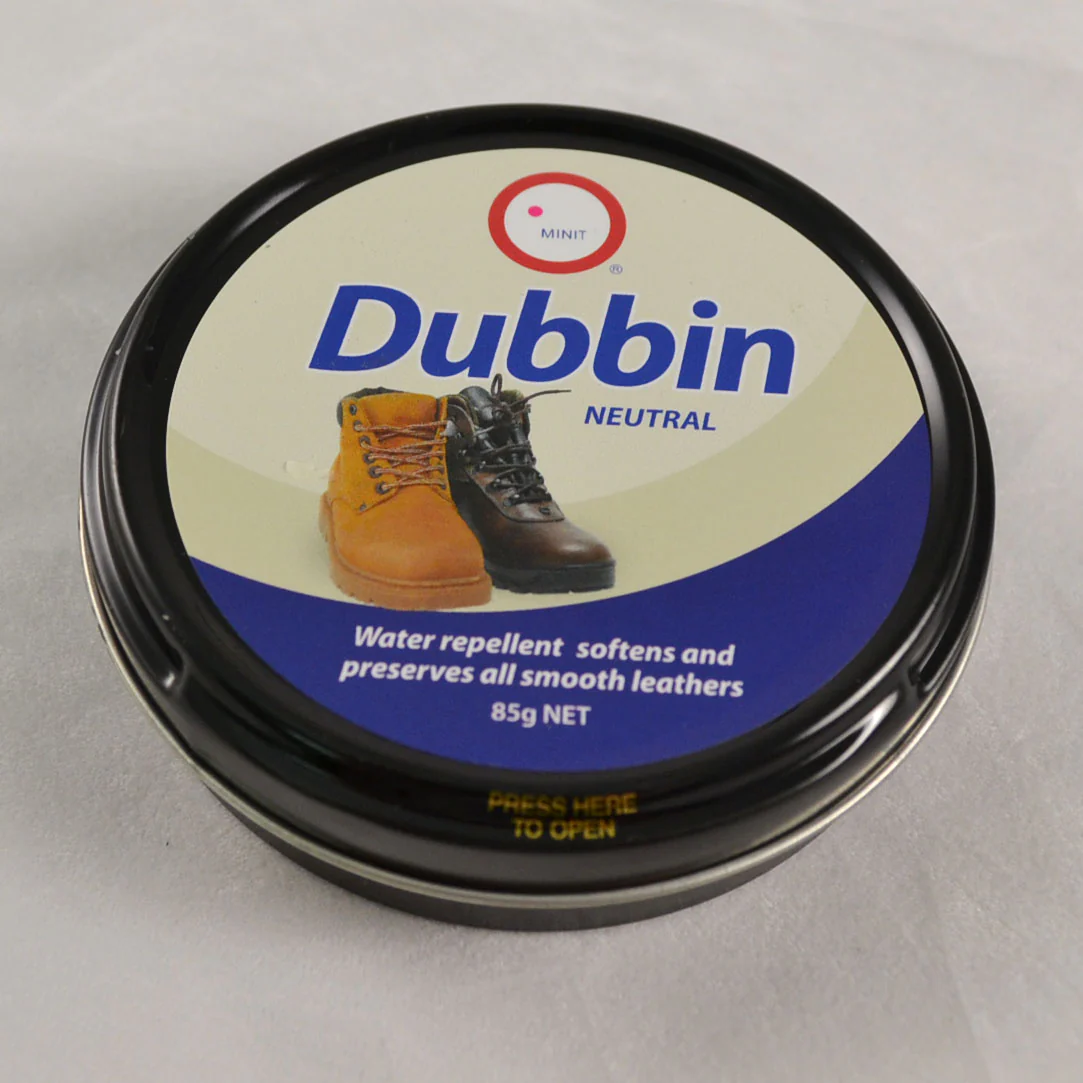 MINIT
®
Dubbin
NEUTRAL
Water repellent softens and
preserves all smooth leathers
85g NET
PRESS HERE
TO OPEN